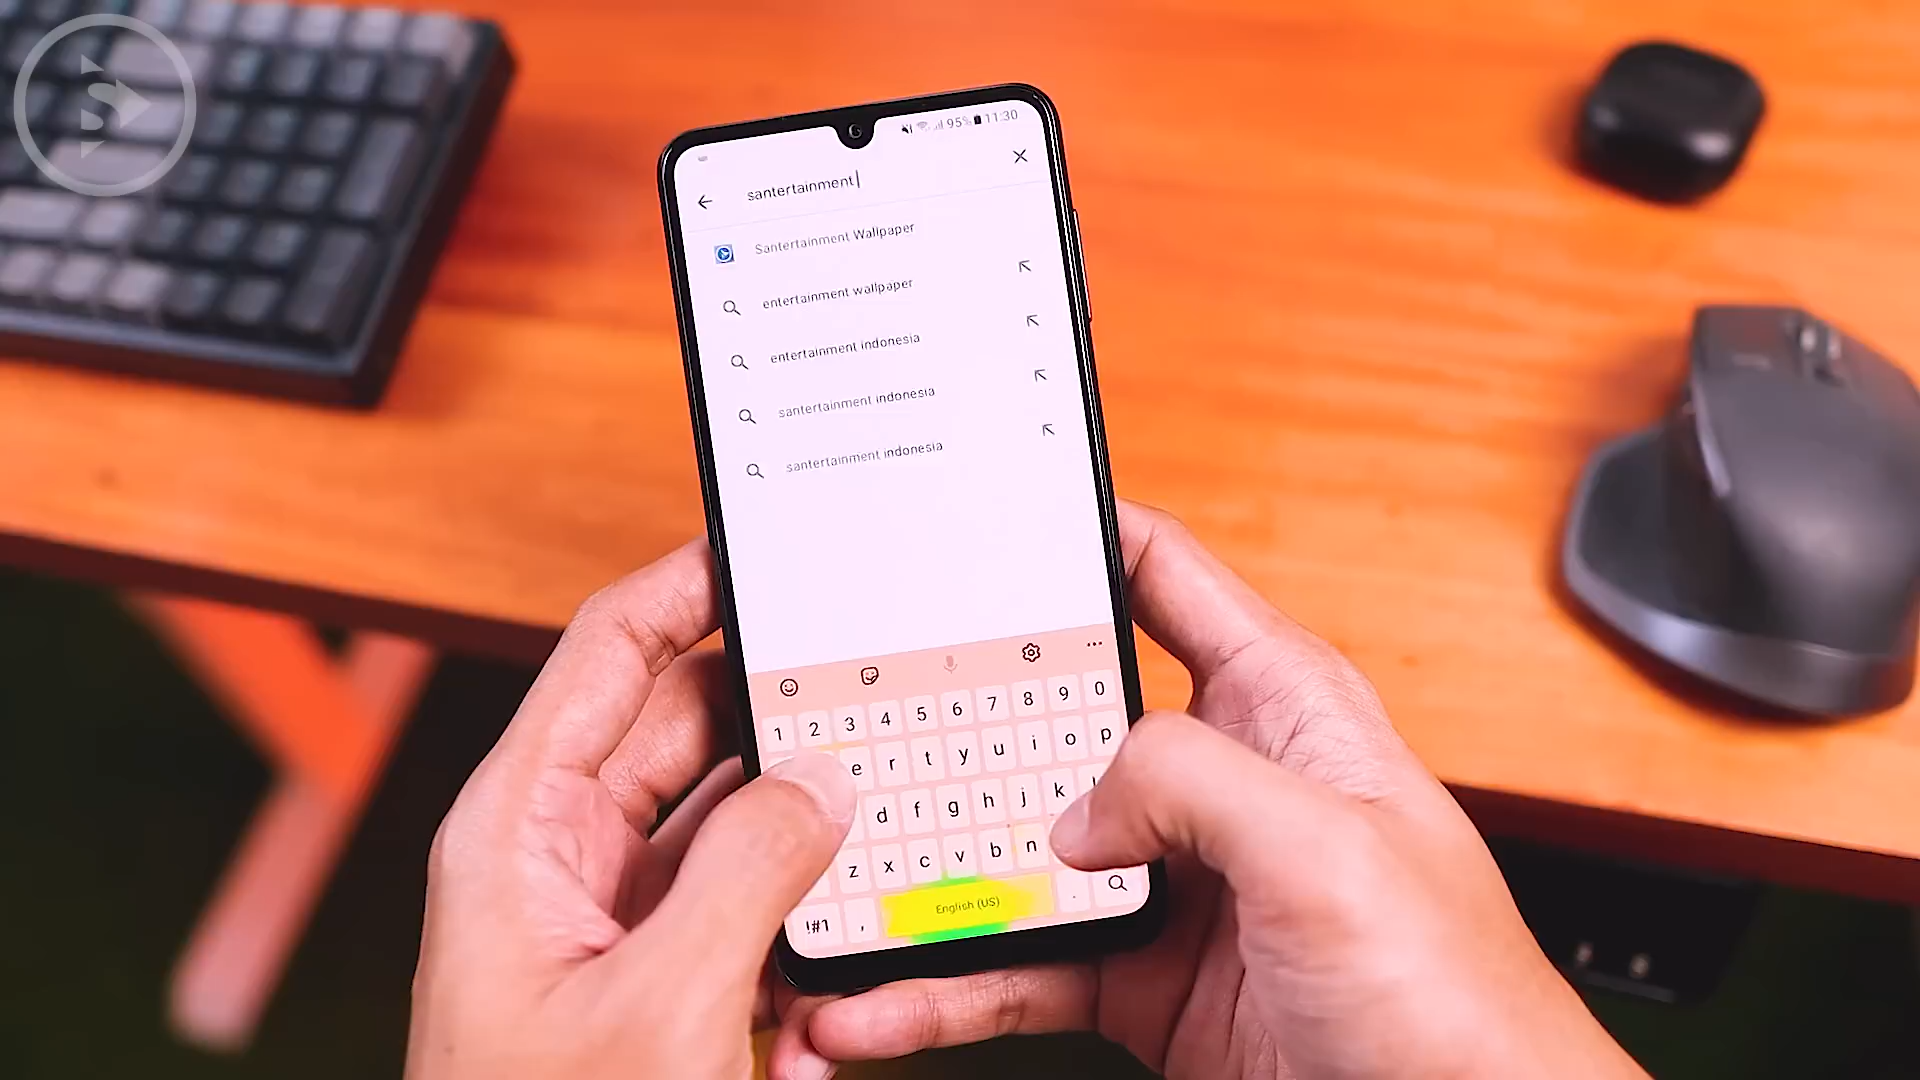 95% 11:30
santertainment
Santertainment Wallpaper
entertainment wallpaper
entertainment indonesia
santertainment indonesia
santertainment indonesia
1 2 3 4 5 6 7 8 9 0
e r t y u i o p
d f g h j k
z x c v b n
!#1 , English (US) .